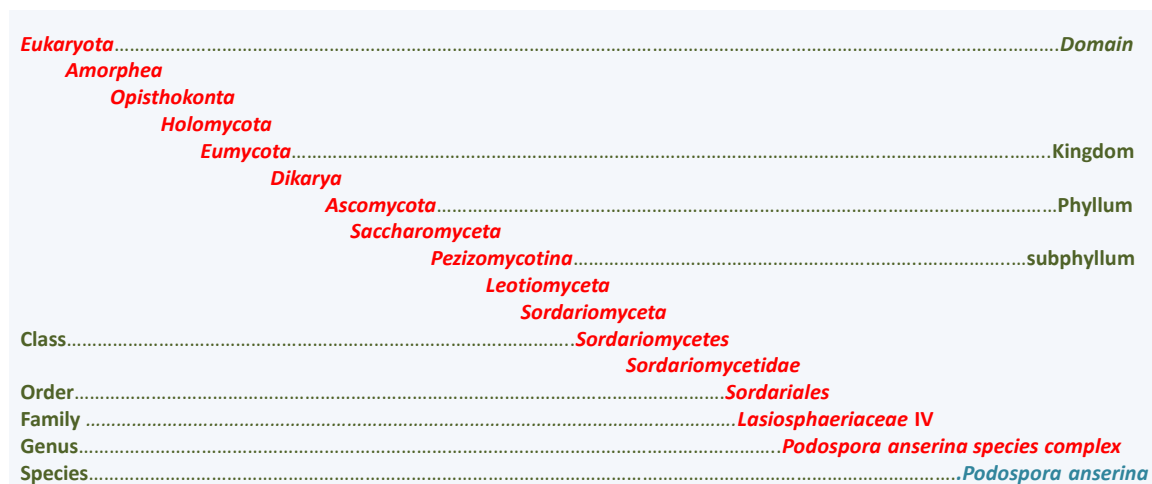 Eukaryota……………………………………………………………………………………………………………………Domain
Amorphea
Opisthokonta
Holomycota
Eumycota……………………………………………………………………………………………Kingdom
Dikarya
Ascomycota……………………………………………………………………………Phyllum
Saccharomyceta
Pezizomycotina………………………………………………………subphyllum
Leotiomyceta
Sordariomyceta
Class……………………………………………………………Sordariomycetes
Sordariomycetidae
Order………………………………………………………………………………Sordariales
Family ………………………………………………………………………………Lasiosphaeriaceae IV
Genus……………………………………………………………………………………Podospora anserina species complex
Species…………………………………………………………………………………………………………Podospora anserina